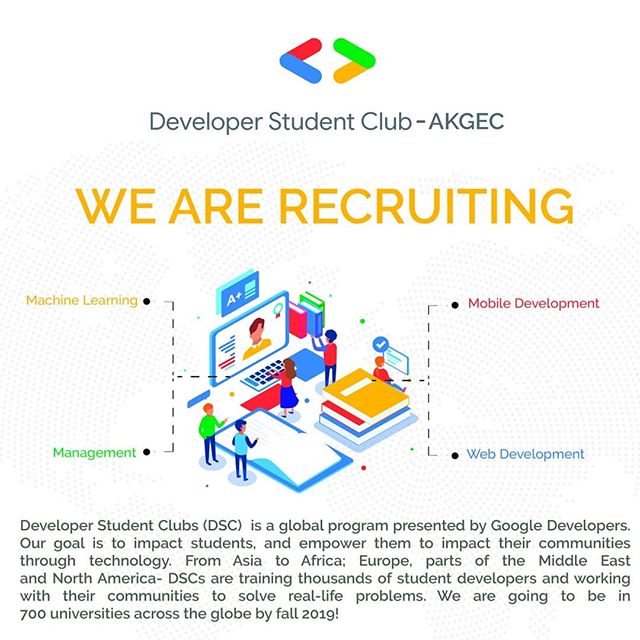 Developer Student Club - AKGEC
WE ARE RECRUITING
Machine Learning
Mobile Development
A+
Management
Web Development
Developer Student Clubs (DSC) is a global program presented by Google Developers.
Our goal is to impact students, and empower them to impact their communities
through technology. From Asia to Africa; Europe, parts of the Middle East
and North America- DSCs are training thousands of student developers and working
with their communities to solve real-life problems. We are going to be in
700 universities across the globe by fall 2019!